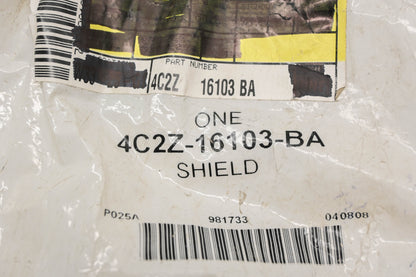 PART NUMBER
4C2Z 16103 BA
ONE
4C2Z-16103-BA
SHIELD
P025A 981733 040808